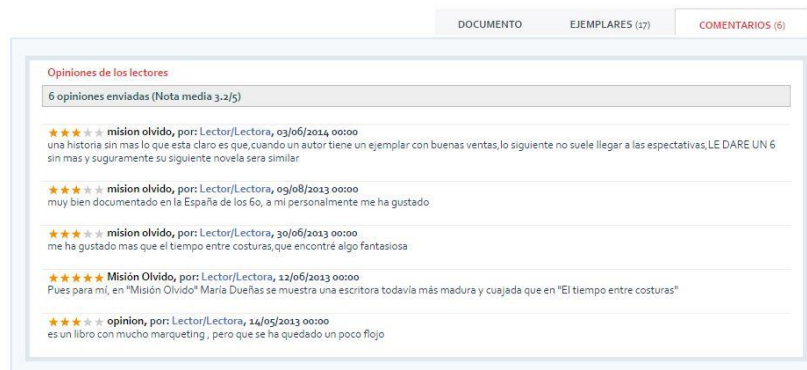 DOCUMENTO EJEMPLARES (17) COMENTARIOS (6)
Opiniones de los lectores
6 opiniones enviadas (Nota media 3.2/5)
mision olvido, por: Lector/Lectora, 03/06/2014 00:00
una historia sin mas lo que esta claro es que,cuando un autor tiene un ejemplar con buenas ventas,lo siguiente no suele llegar a las espectativas,LE DARE UN 6
sin mas y suguramente su siguiente novela sera similar
mision olvido, por: Lector/Lectora, 09/08/2013 00:00
muy bien documentado en la España de los 60, a mi personalmente me ha gustado
mision olvido, por: Lector/Lectora, 30/06/2013 00:00
me ha gustado mas que el tiempo entre costuras,que encontré algo fantasiosa
Misión Olvido, por: Lector/Lectora, 12/06/2013 00:00
Pues para mí, en "Misión Olvido" María Dueñas se muestra una escritora todavía más madura y cuajada que en "El tiempo entre costuras"
opinion, por: Lector/Lectora, 14/05/2013 00:00
es un libro con mucho marqueting , pero que se ha quedado un poco flojo